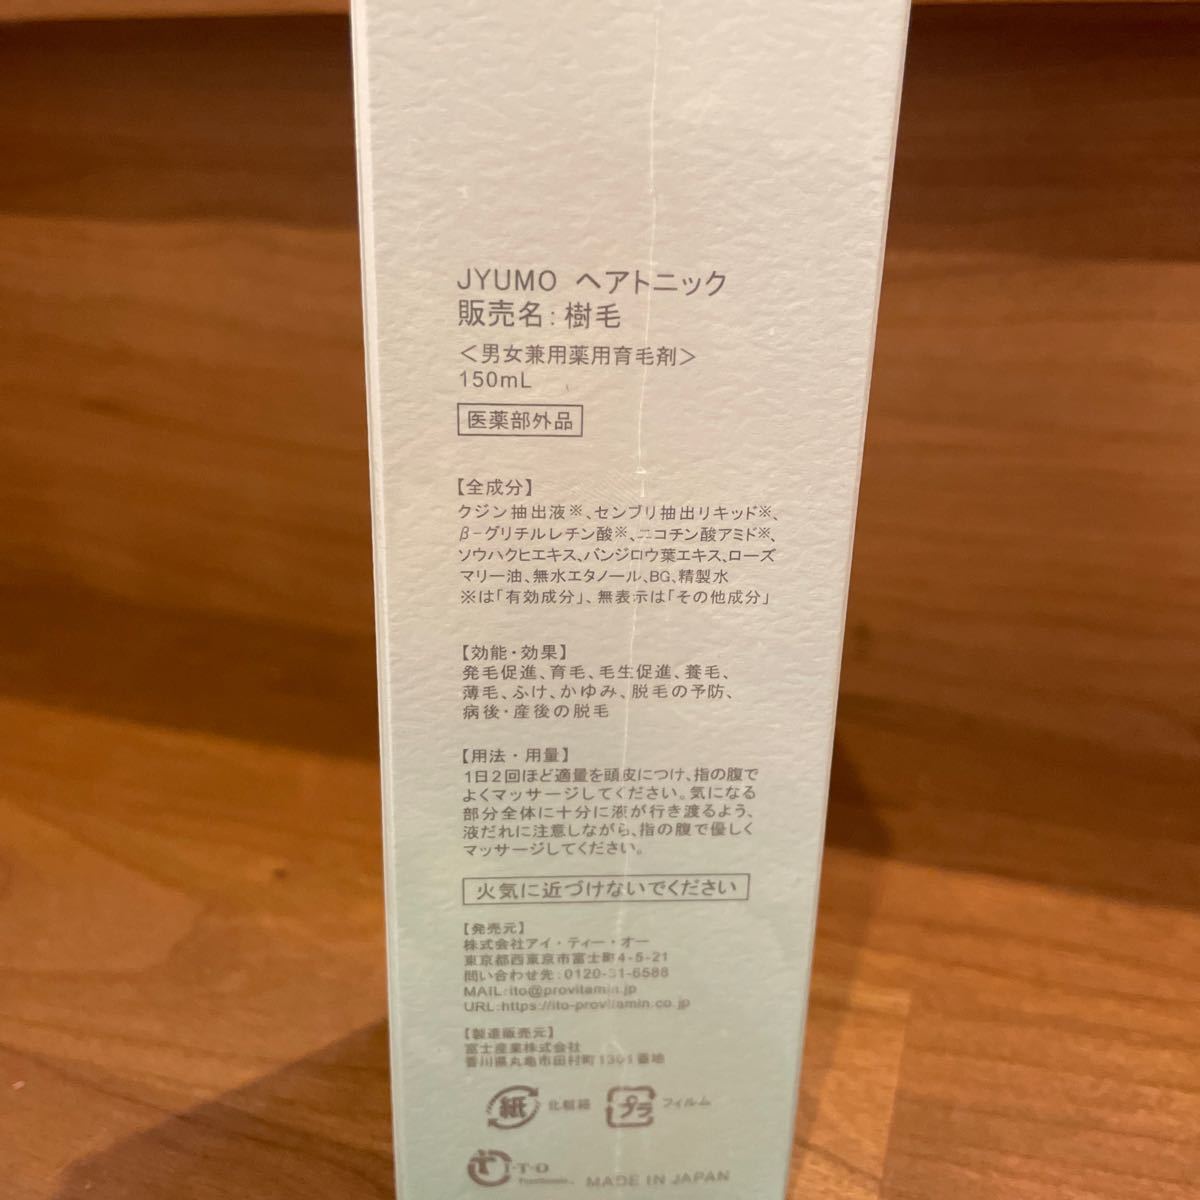 JYUMO ヘアトニック
販売名：樹毛
＜男女兼用薬用育毛剤＞
150mL
医薬部外品
【全成分】
クジン抽出液※、センブリ抽出リキッド※、
β-グリチルレチン酸※、ニコチン酸アミド※、
ソウハクヒエキス、バンジロウ葉エキス、ローズ
マリー油、無水エタノール、BG、精製水
※は「有効成分」、無表示は「その他成分」
【効能・効果】
発毛促進、育毛、毛生促進、養毛、
薄毛、ふけ、かゆみ、脱毛の予防、
病後・産後の脱毛
【用法・用量】
1日2回ほど適量を頭皮につけ、指の腹で
よくマッサージしてください。気になる
部分全体に十分に液が行き渡るよう、
液だれに注意しながら、指の腹で優しく
マッサージしてください。
火気に近づけないでください
【発売元】
株式会社アイ・ティー・オー
東京都西東京市富士町4-5-21
問い合わせ先：0120-31-6588
MAIL:ito@provitamin.jp
URL:https://ito-provitamin.co.jp
【製造販売元】
富士産業株式会社
香川県丸亀市田村町1301番地
紙 化粧箱 プラ フィルム
I・T・O MADE IN JAPAN